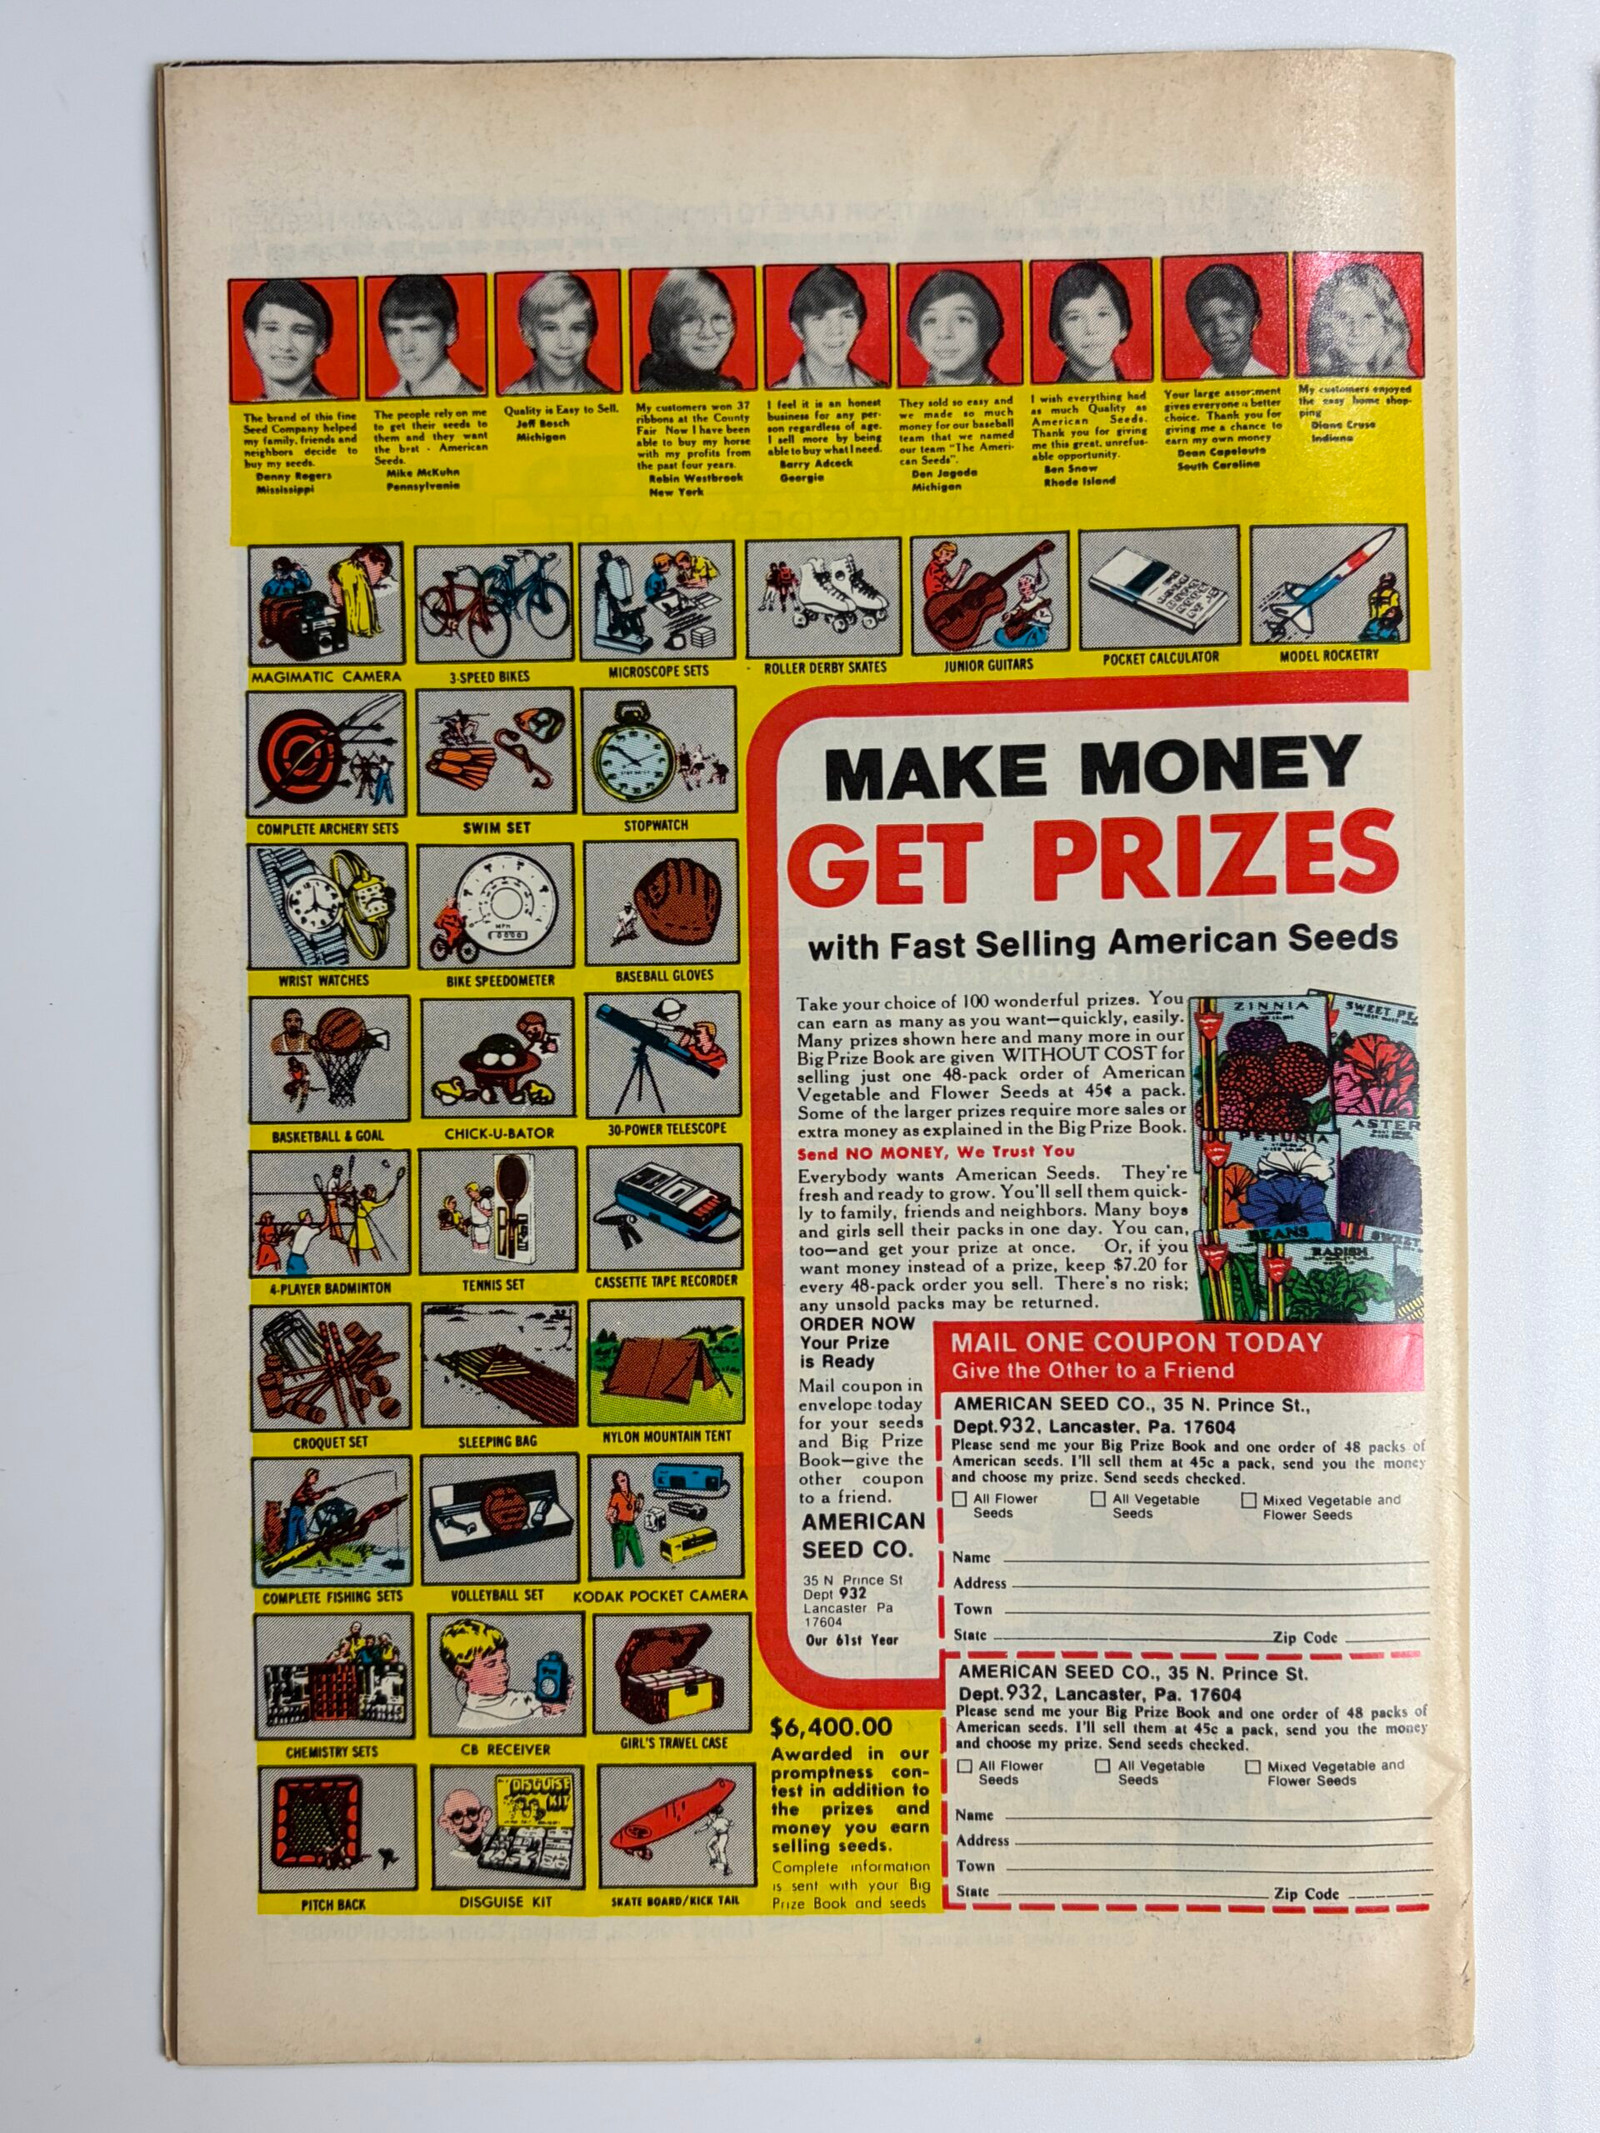 The brand of this fine
Seed Company helped
my family, friends and
neighbors decide to
buy my seeds.
Danny Rogers
Mississippi
The people rely on me
to get their seeds to
them and they want
the best - American
Seeds.
Mike McKuhn
Pennsylvania
Quality is Easy to Sell.
Jeff Besch
Michigan
My customers won 37
ribbons at the County
Fair Now I have been
able to buy my horse
with my profits from
the past four years.
Robin Westbrook
New York
I feel it is an honest
business for any per-
son regardless of age.
I sell more by being
able to buy what I need.
Barry Adcock
Georgia
They sold so easy and
we made so much
money for our baseball
team that we named
our team "The Ameri-
can Seeds".
Don Jagoda
Michigan
I wish everything had
as much Quality as
American Seeds.
Thank you for giving
me this great, unrefus-
able opportunity.
Ben Snow
Rhode Island
Your large assorment
gives everyone a better
choice. Thank you for
giving me a chance to
earn my own money
Dean Capelouto
South Carolina
My customers enjoyed
the easy home shop-
ping
Diane Cruse
Indiana
MAGIMATIC CAMERA
3-SPEED BIKES
MICROSCOPE SETS
ROLLER DERBY SKATES
JUNIOR GUITARS
POCKET CALCULATOR
MODEL ROCKETRY
COMPLETE ARCHERY SETS
SWIM SET
STOPWATCH
WRIST WATCHES
BIKE SPEEDOMETER
BASEBALL GLOVES
BASKETBALL & GOAL
CHICK-U-BATOR
30-POWER TELESCOPE
4-PLAYER BADMINTON
TENNIS SET
CASSETTE TAPE RECORDER
CROQUET SET
SLEEPING BAG
NYLON MOUNTAIN TENT
COMPLETE FISHING SETS
VOLLEYBALL SET
KODAK POCKET CAMERA
CHEMISTRY SETS
CB RECEIVER
GIRL'S TRAVEL CASE
DISGUISE
KIT
PITCH BACK
DISGUISE KIT
SKATE BOARD/KICK TAIL
MAKE MONEY
GET PRIZES
with Fast Selling American Seeds
Take your choice of 100 wonderful prizes. You
can earn as many as you want—quickly, easily.
Many prizes shown here and many more in our
Big Prize Book are given WITHOUT COST for
selling just one 48-pack order of American
Vegetable and Flower Seeds at 45¢ a pack.
Some of the larger prizes require more sales or
extra money as explained in the Big Prize Book.
Send NO MONEY, We Trust You
Everybody wants American Seeds. They're
fresh and ready to grow. You'll sell them quick-
ly to family, friends and neighbors. Many boys
and girls sell their packs in one day. You can,
too—and get your prize at once. Or, if you
want money instead of a prize, keep $7.20 for
every 48-pack order you sell. There's no risk;
any unsold packs may be returned.
ZINNIA
SWEET PE
PETUNIA
ASTER
BEANS
RADISH
SWEET
ORDER NOW
Your Prize
is Ready
Mail coupon in
envelope today
for your seeds
and Big Prize
Book—give the
other coupon
to a friend.
AMERICAN
SEED CO.
35 N Prince St
Dept 932
Lancaster Pa
17604
Our 61st Year
$6,400.00
Awarded in our
promptness con-
test in addition to
the prizes and
money you earn
selling seeds.
Complete information
is sent with your Big
Prize Book and seeds
MAIL ONE COUPON TODAY
Give the Other to a Friend
AMERICAN SEED CO., 35 N. Prince St.,
Dept.932, Lancaster, Pa. 17604
Please send me your Big Prize Book and one order of 48 packs of
American seeds. I'll sell them at 45c a pack, send you the money
and choose my prize. Send seeds checked.
All Flower
Seeds
All Vegetable
Seeds
Mixed Vegetable and
Flower Seeds
Name
Address
Town
State Zip Code
AMERICAN SEED CO., 35 N. Prince St.
Dept.932, Lancaster, Pa. 17604
Please send me your Big Prize Book and one order of 48 packs of
American seeds. I'll sell them at 45c a pack, send you the money
and choose my prize. Send seeds checked.
All Flower
Seeds
All Vegetable
Seeds
Mixed Vegetable and
Flower Seeds
Name
Address
Town
State Zip Code